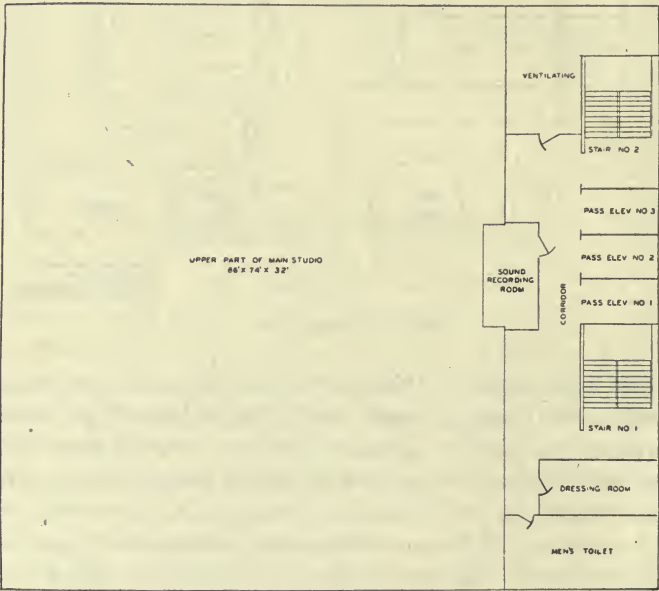 VENTILATING
STAIR NO 2
PASS ELEV NO 3
UPPER PART OF MAIN STUDIO
86' X 74' X 32'
PASS ELEV NO 2
SOUND
RECORDING
ROOM
CORRIDOR
PASS ELEV NO 1
STAIR NO 1
DRESSING ROOM
MEN'S TOILET